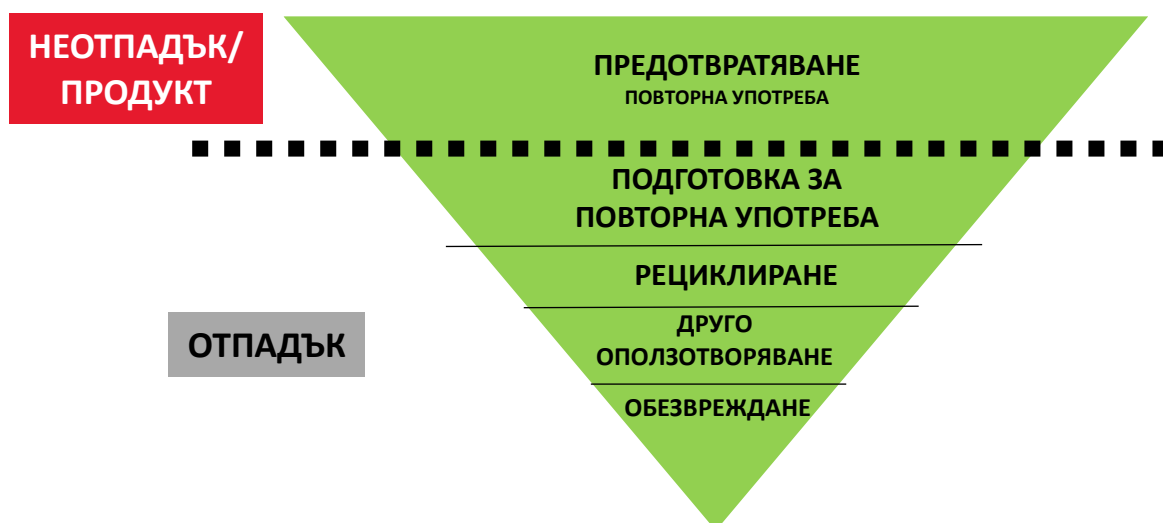 НЕОТПАДЪК/
ПРОДУКТ
ПРЕДОТВРАТЯВАНЕ
ПОВТОРНА УПОТРЕБА
ПОДГОТОВКА ЗА
ПОВТОРНА УПОТРЕБА
РЕЦИКЛИРАНЕ
ДРУГО
ОПОЛЗОТВОРЯВАНЕ
ОТПАДЪК
ОБЕЗВРЕЖДАНЕ